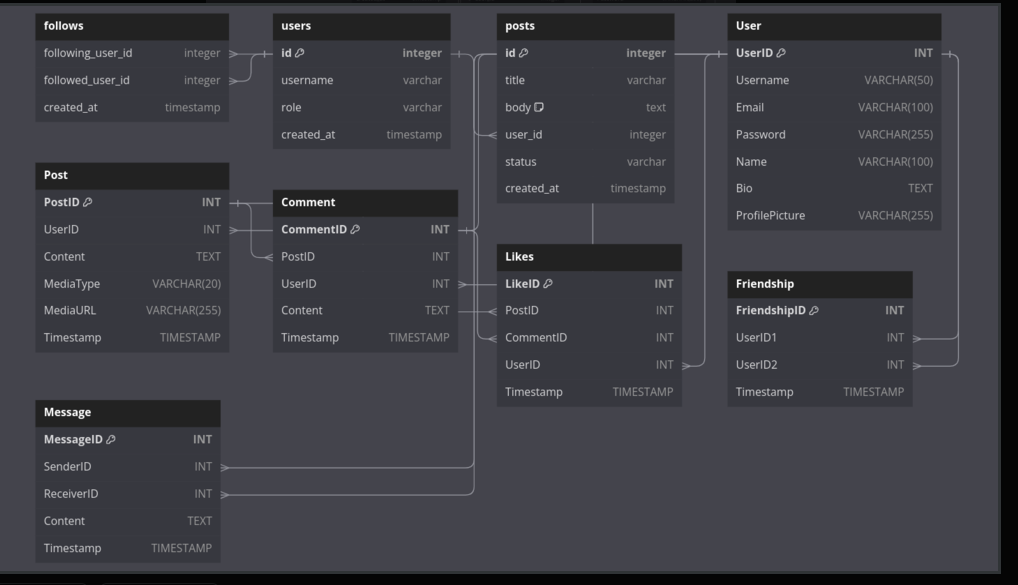 follows
following_user_id integer
followed_user_id integer
created_at timestamp
users
id integer
username varchar
role varchar
created_at timestamp
posts
id integer
title varchar
body text
user_id integer
status varchar
created_at timestamp
User
UserID INT
Username VARCHAR(50)
Email VARCHAR(100)
Password VARCHAR(255)
Name VARCHAR(100)
Bio TEXT
ProfilePicture VARCHAR(255)
Post
PostID INT
UserID INT
Content TEXT
MediaType VARCHAR(20)
MediaURL VARCHAR(255)
Timestamp TIMESTAMP
Comment
CommentID INT
PostID INT
UserID INT
Content TEXT
Timestamp TIMESTAMP
Likes
LikeID INT
PostID INT
CommentID INT
UserID INT
Timestamp TIMESTAMP
Friendship
FriendshipID INT
UserID1 INT
UserID2 INT
Timestamp TIMESTAMP
Message
MessageID INT
SenderID INT
ReceiverID INT
Content TEXT
Timestamp TIMESTAMP